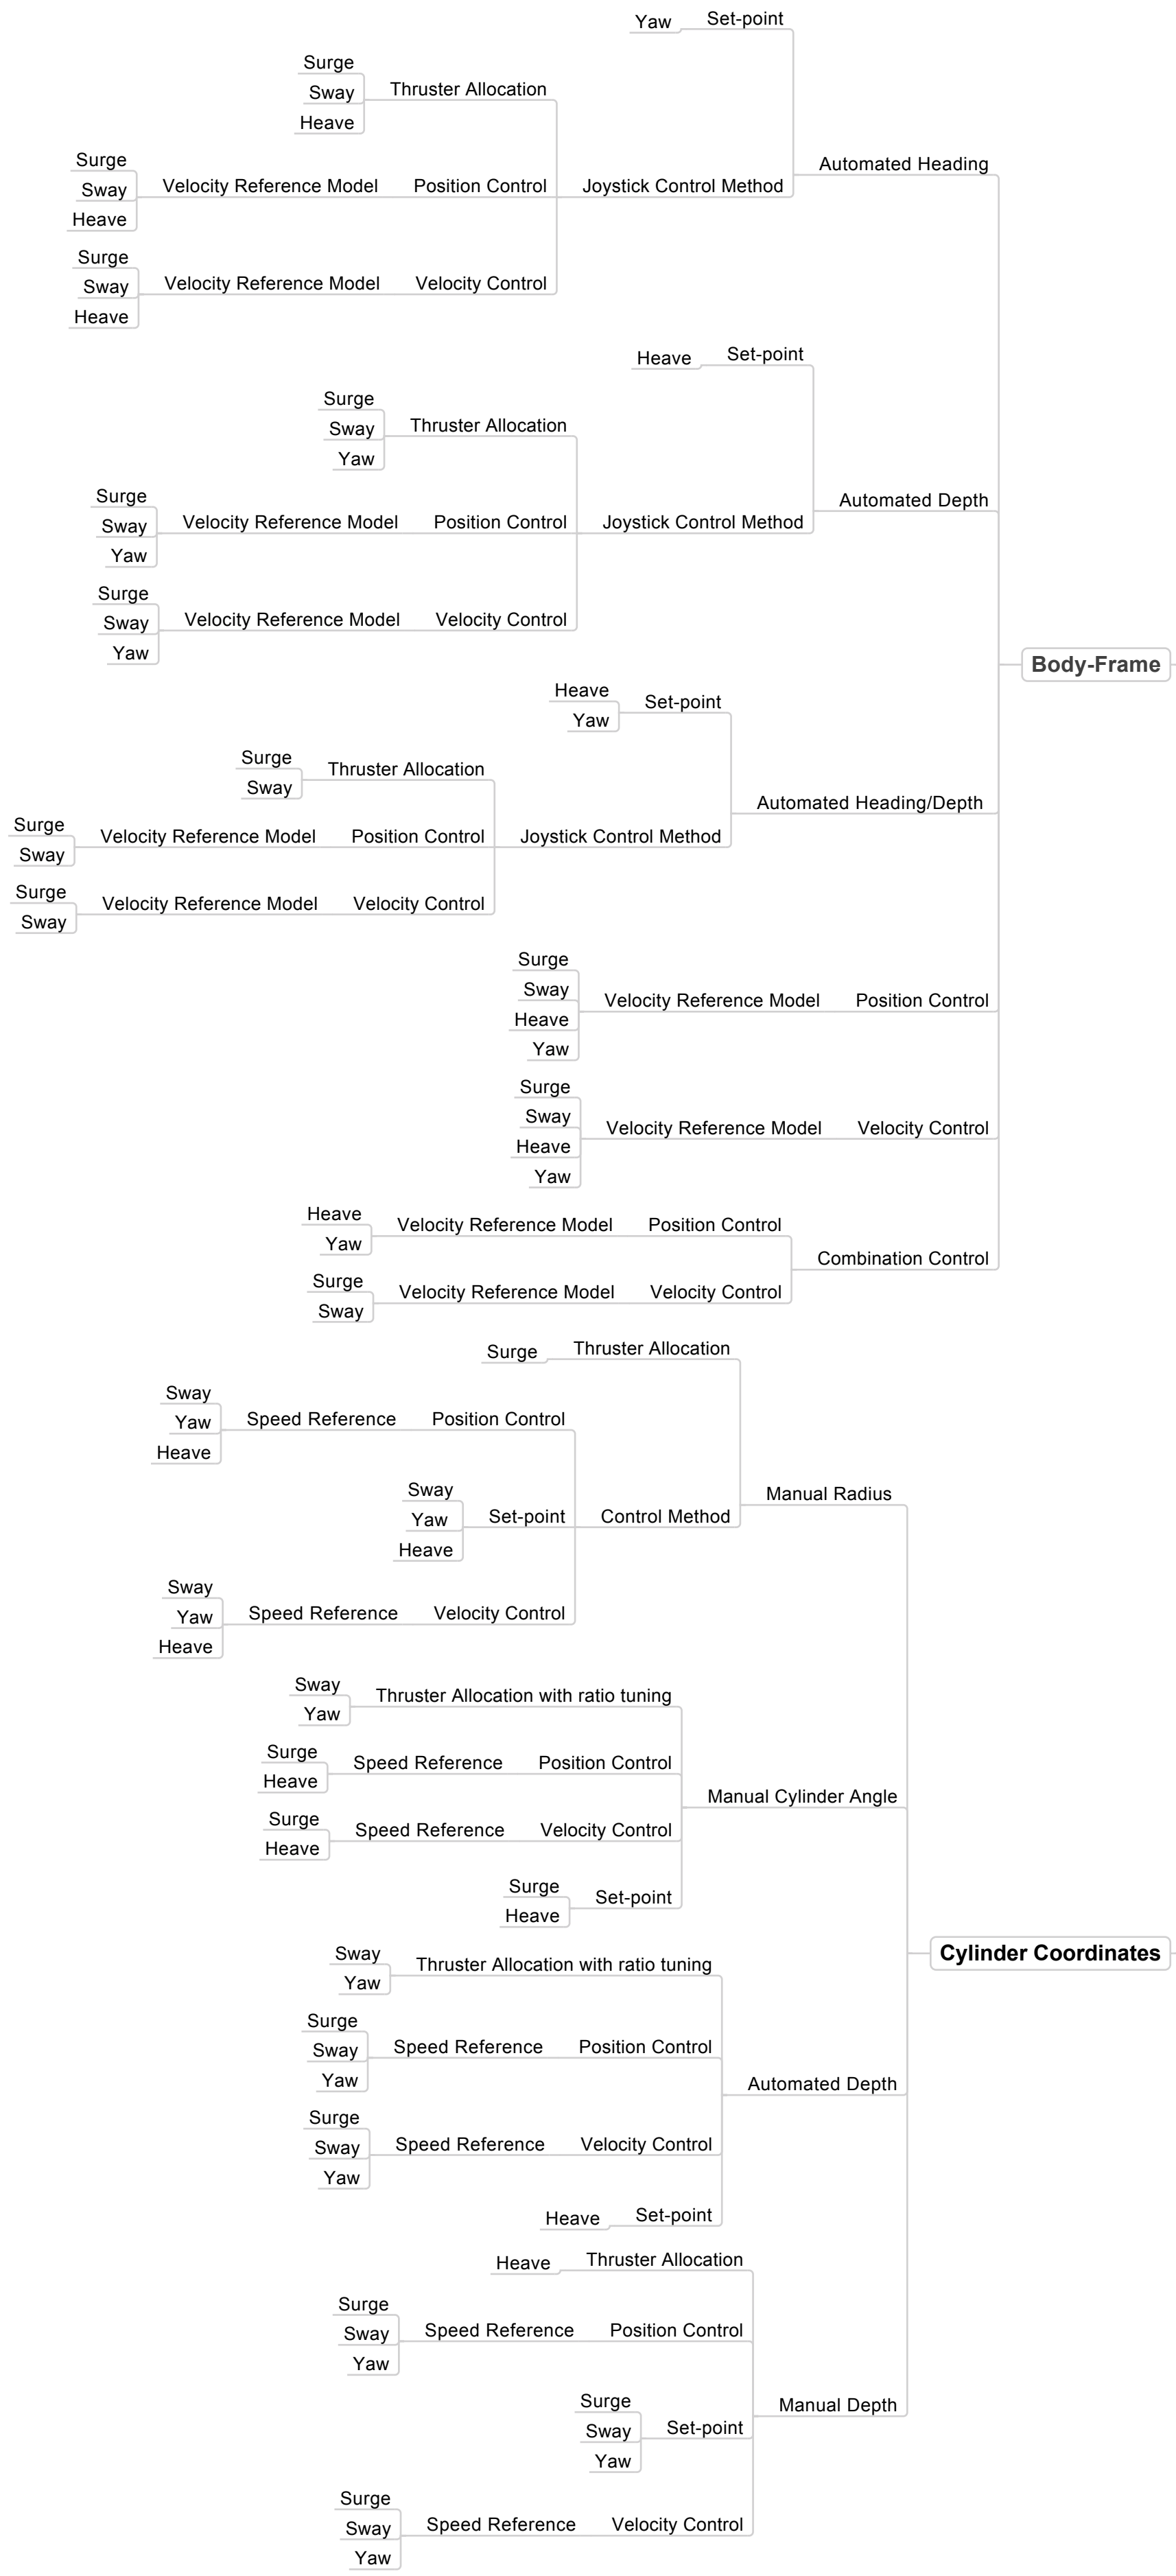 Set-point
Yaw
Surge
Thruster Allocation
Sway
Heave
Surge
Automated Heading
Velocity Reference Model
Position Control
Joystick Control Method
Sway
Heave
Surge
Velocity Reference Model
Velocity Control
Sway
Heave
Set-point
Heave
Surge
Thruster Allocation
Sway
Yaw
Surge
Automated Depth
Velocity Reference Model
Position Control
Joystick Control Method
Sway
Yaw
Surge
Velocity Reference Model
Velocity Control
Sway
Yaw
Body-Frame
Heave
Set-point
Yaw
Surge
Thruster Allocation
Sway
Automated Heading/Depth
Surge
Velocity Reference Model
Position Control
Joystick Control Method
Sway
Surge
Velocity Reference Model
Velocity Control
Sway
Surge
Sway
Velocity Reference Model
Position Control
Heave
Yaw
Surge
Sway
Velocity Reference Model
Velocity Control
Heave
Yaw
Heave
Velocity Reference Model
Position Control
Yaw
Combination Control
Surge
Velocity Reference Model
Velocity Control
Sway
Thruster Allocation
Surge
Sway
Speed Reference
Position Control
Yaw
Heave
Sway
Manual Radius
Yaw
Set-point
Control Method
Heave
Sway
Speed Reference
Velocity Control
Yaw
Heave
Sway
Thruster Allocation with ratio tuning
Yaw
Surge
Speed Reference
Position Control
Heave
Manual Cylinder Angle
Surge
Speed Reference
Velocity Control
Heave
Surge
Set-point
Heave
Cylinder Coordinates
Sway
Thruster Allocation with ratio tuning
Yaw
Surge
Speed Reference
Position Control
Sway
Yaw
Automated Depth
Surge
Speed Reference
Velocity Control
Sway
Yaw
Set-point
Heave
Thruster Allocation
Heave
Surge
Speed Reference
Position Control
Sway
Yaw
Surge
Manual Depth
Set-point
Sway
Yaw
Surge
Speed Reference
Velocity Control
Sway
Yaw